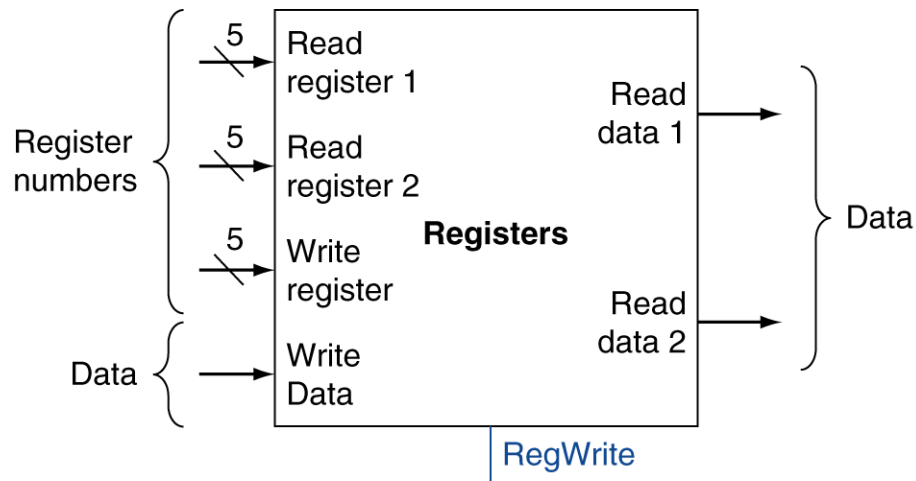 Register
numbers
Data
5
Read
register 1
5
Read
register 2
5
Write
register
Write
Data
Registers
Read
data 1
Read
data 2
Data
RegWrite